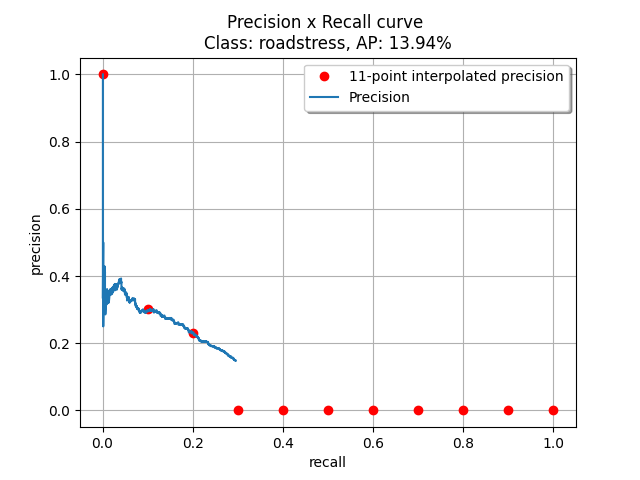 Precision x Recall curve
Class: roadstress, AP: 13.94%
11-point interpolated precision
Precision
1.0
0.8
0.6
0.4
0.2
0.0
precision
0.0 0.2 0.4 0.6 0.8 1.0
recall